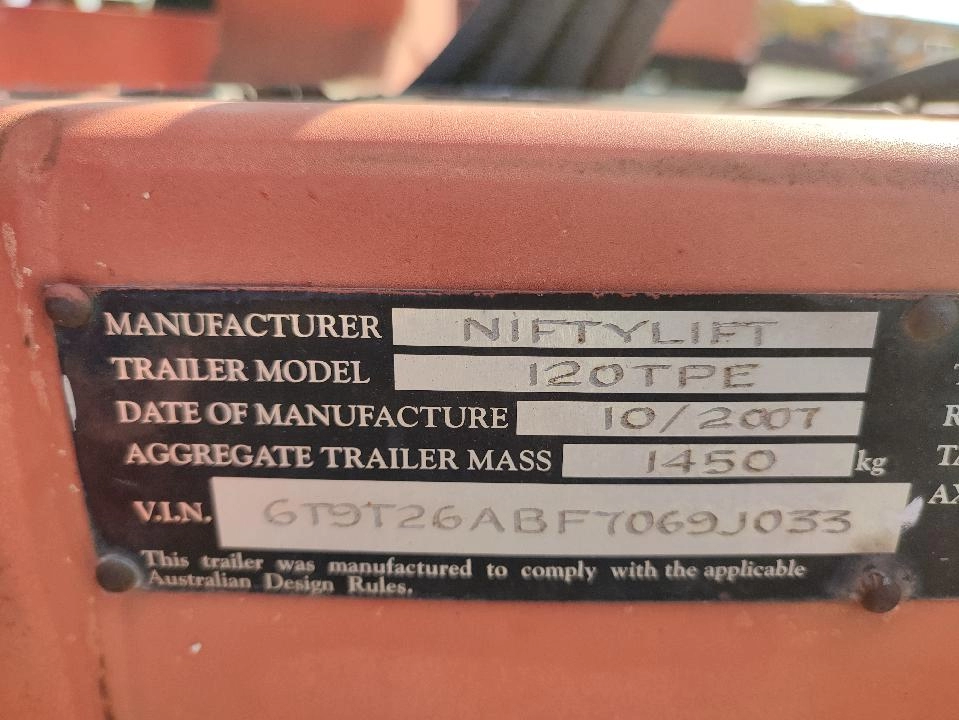 MANUFACTURER NIFTYLIFT
TRAILER MODEL 120TPE
DATE OF MANUFACTURE 10/2007
AGGREGATE TRAILER MASS 1450 kg
V.I.N. 6T9T26ABF7069J033
This trailer was manufactured to comply with the applicable
Australian Design Rules.